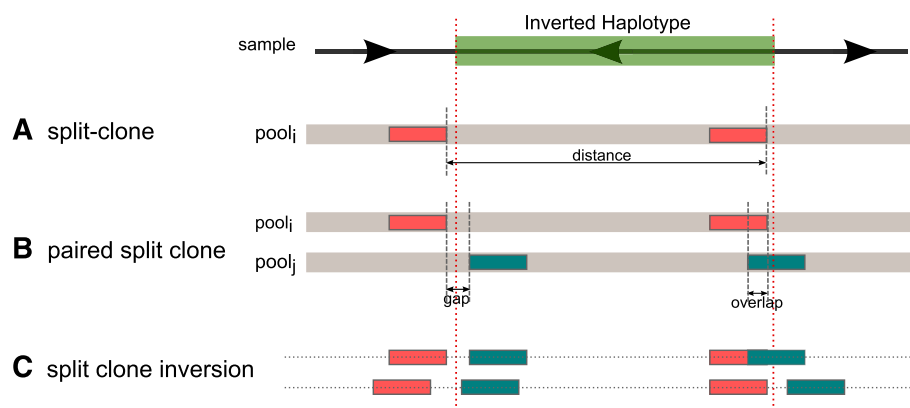 Inverted Haplotype
sample
A split-clone
pooli
distance
pooli
B paired split clone
poolj
gap
overlap
C split clone inversion